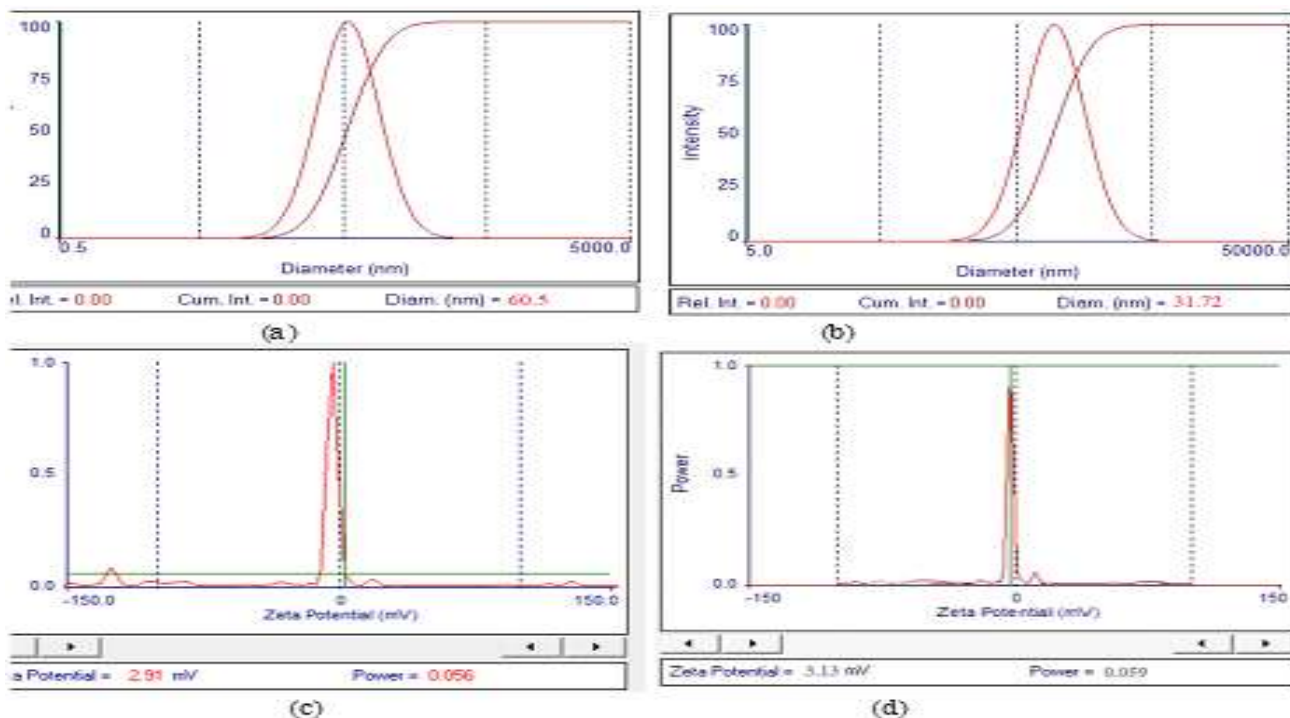 100
75
50
25
0
0.5 5000.0
Diameter (nm)
el. Int. = 0.00 Cum. Int. = 0.00 Diam. (nm) = 60.5
(a)
100
75
50
25
0
Intensity
5.0 50000.0
Diameter (nm)
Rel. Int. = 0.00 Cum. Int. = 0.00 Diam. (nm) = 31.72
(b)
1.0
0.5
0.0
-150.0 0 150.0
Zeta Potential (mV)
a Potential = 2.91 mV Power = 0.056
(c)
1.0
0.5
0.0
Power
-150 0 150
Zeta Potential (mV)
Zeta Potential = 3.13 mV Power = 0.059
(d)